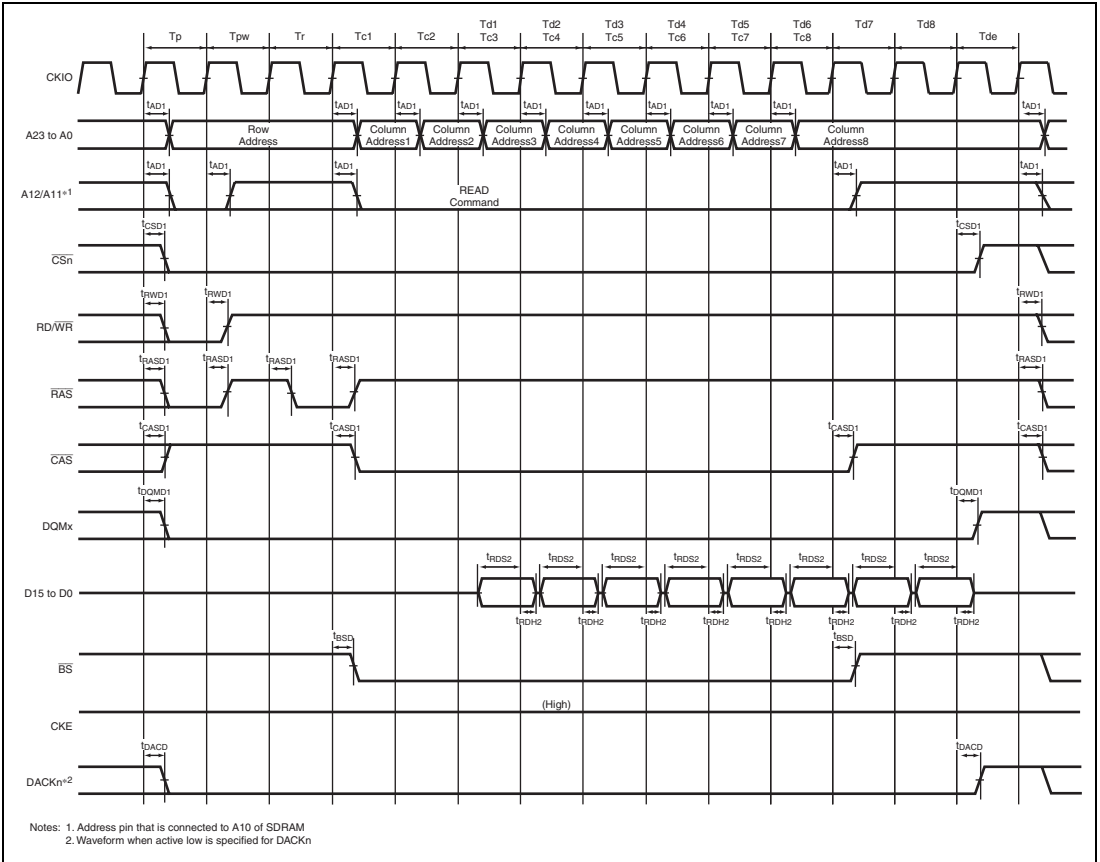 Td1 Td2 Td3 Td4 Td5 Td6 Td7 Td8
Tp Tpw Tr Tc1 Tc2 Tc3 Tc4 Tc5 Tc6 Tc7 Tc8 Tde
CKIO
tAD1 tAD1 tAD1 tAD1 tAD1 tAD1 tAD1 tAD1 tAD1 tAD1
A23 to A0
Row Address
Column Address1
Column Address2
Column Address3
Column Address4
Column Address5
Column Address6
Column Address7
Column Address8
tAD1 tAD1 tAD1 tAD1 tAD1
A12/A11*1
READ
Command
tCSD1 tCSD1
CSn
tRWD1 tRWD1 tRWD1
RD/WR
tRASD1 tRASD1 tRASD1 tRASD1 tRASD1
RAS
tCASD1 tCASD1 tCASD1 tCASD1
CAS
tDQMD1 tDQMD1
DQMx
tRDS2 tRDS2 tRDS2 tRDS2 tRDS2 tRDS2 tRDS2 tRDS2
D15 to D0
tRDH2 tRDH2 tRDH2 tRDH2 tRDH2 tRDH2 tRDH2 tRDH2
tBSD tBSD
BS
(High)
CKE
tDACD tDACD
DACKn*2
Notes: 1. Address pin that is connected to A10 of SDRAM
2. Waveform when active low is specified for DACKn